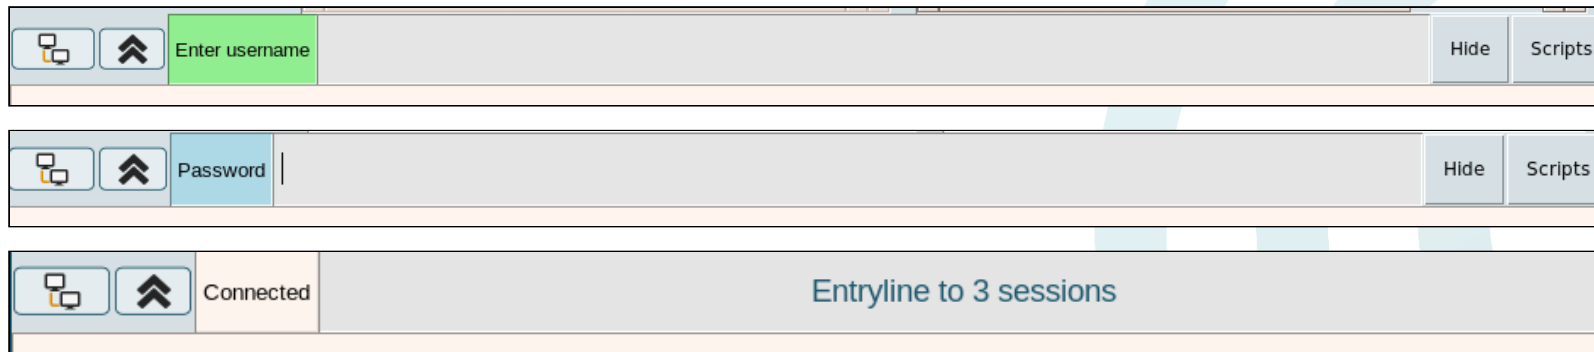 Enter username Hide Scripts
Password Hide Scripts
Connected Entryline to 3 sessions